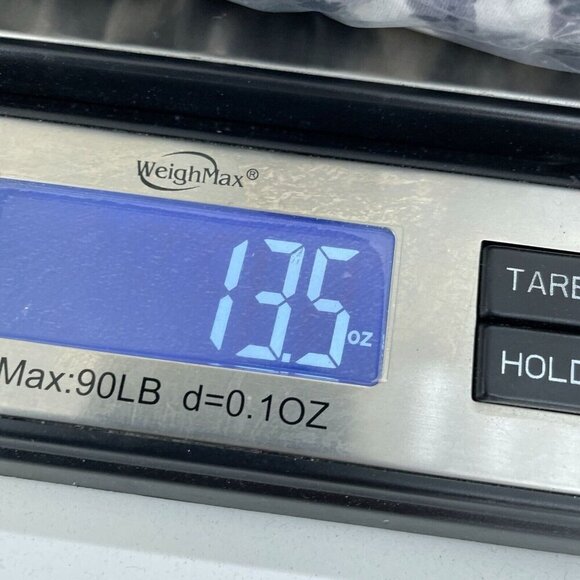 WeighMax®
13.5 oz
TARE
HOLD
Max:90LB d=0.1OZ